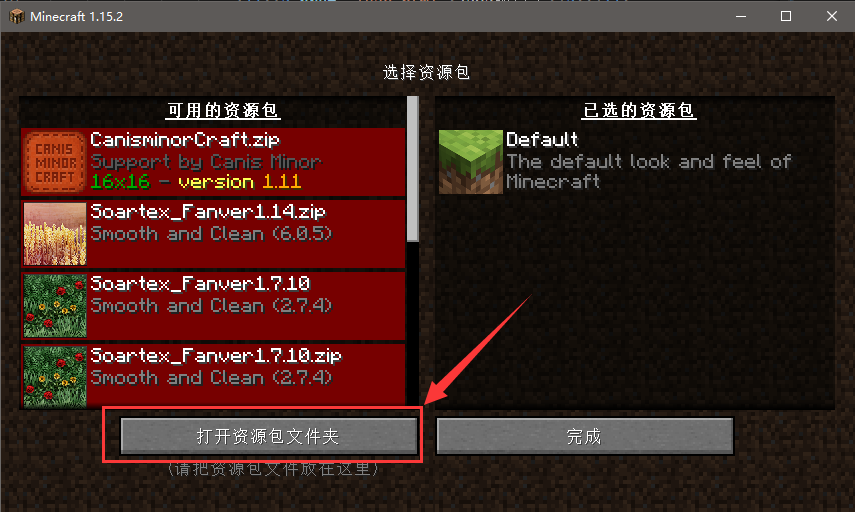 Minecraft 1.15.2
选择资源包
可用的资源包
CANIS
MINOR
CRAFT
CanisminorCraft.zip
Support by Canis Minor
16x16 - version 1.11
Soartex_Fanver1.14.zip
Smooth and Clean (6.0.5)
Soartex_Fanver1.7.10
Smooth and Clean (2.7.4)
Soartex_Fanver1.7.10.zip
Smooth and Clean (2.7.4)
已选的资源包
Default
The default look and feel of
Minecraft
打开资源包文件夹
完成
(请把资源包文件放在这里)